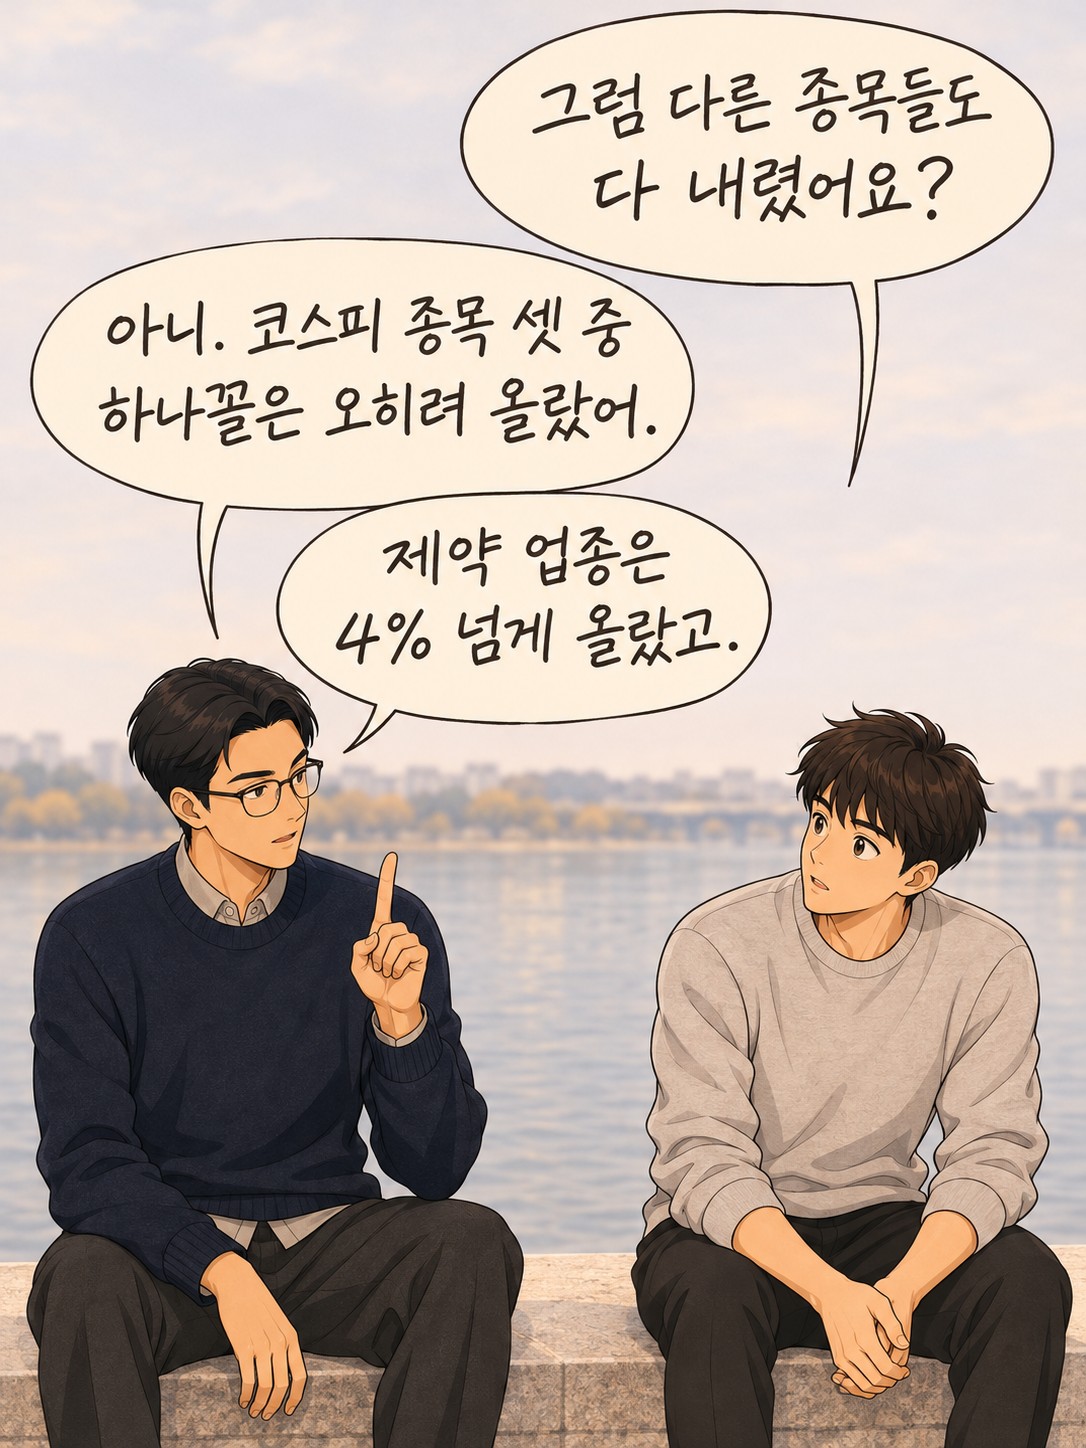 그럼 다른 종목들도
다 내렸어요?
아니. 코스피 종목 셋 중
하나꼴은 오히려 올랐어.
제약 업종은
4% 넘게 올랐고.